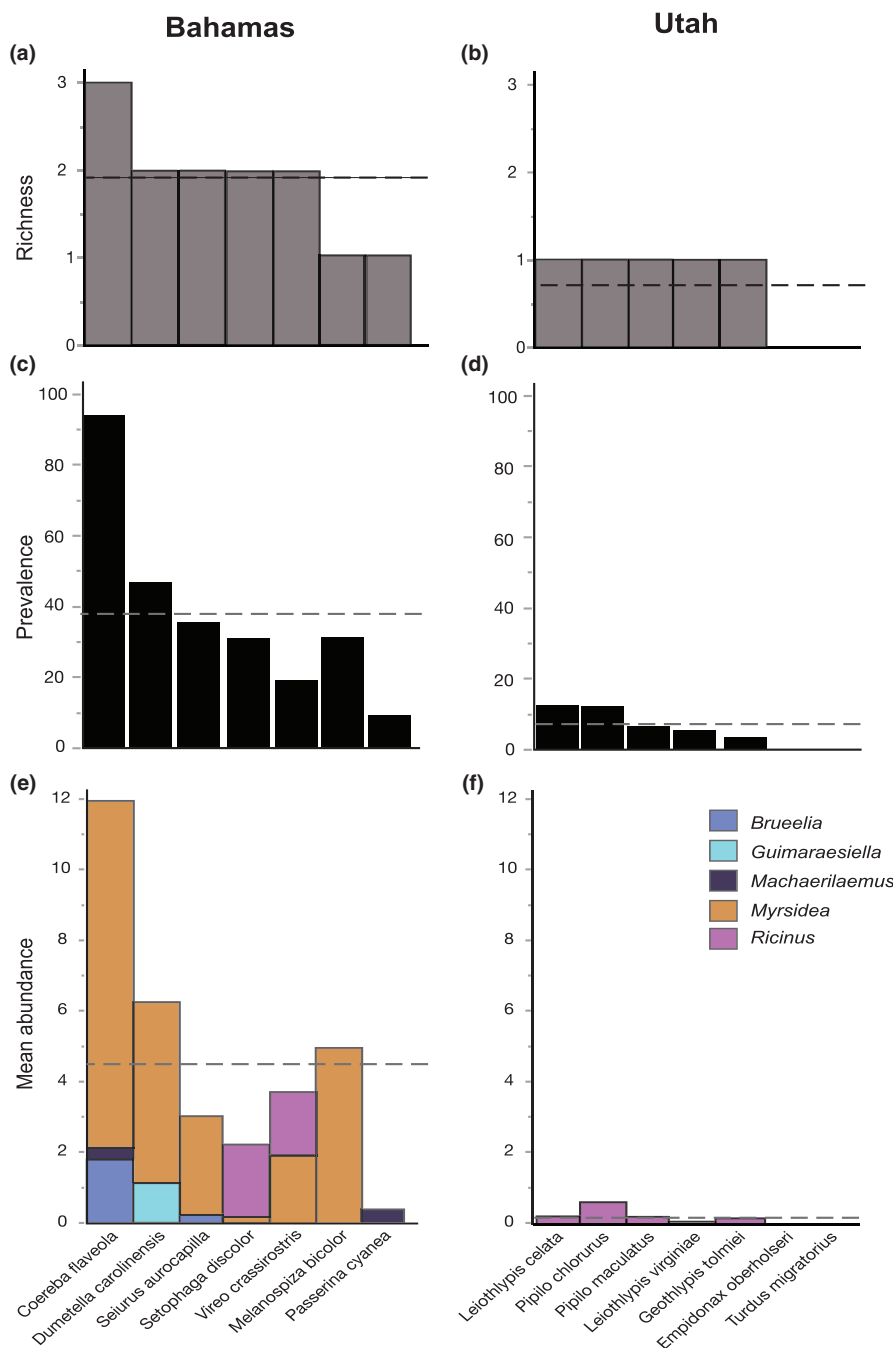 Bahamas
Utah
(a)
3
2
1
0
Richness
(b)
3
2
1
0
(c)
100
80
60
40
20
0
Prevalence
(d)
100
80
60
40
20
0
(e)
12
10
8
6
4
2
0
Mean abundance
Coereba flaveola
Dumetella carolinensis
Seiurus aurocapilla
Setophaga discolor
Vireo crassirostris
Melanospiza bicolor
Passerina cyanea
(f)
12
10
8
6
4
2
0
Brueelia
Guimaraesiella
Machaerilaemus
Myrsidea
Ricinus
Leiothlypis celata
Pipilo chlorurus
Pipilo maculatus
Leiothlypis virginiae
Geothlypis tolmiei
Empidonax oberholseri
Turdus migratorius